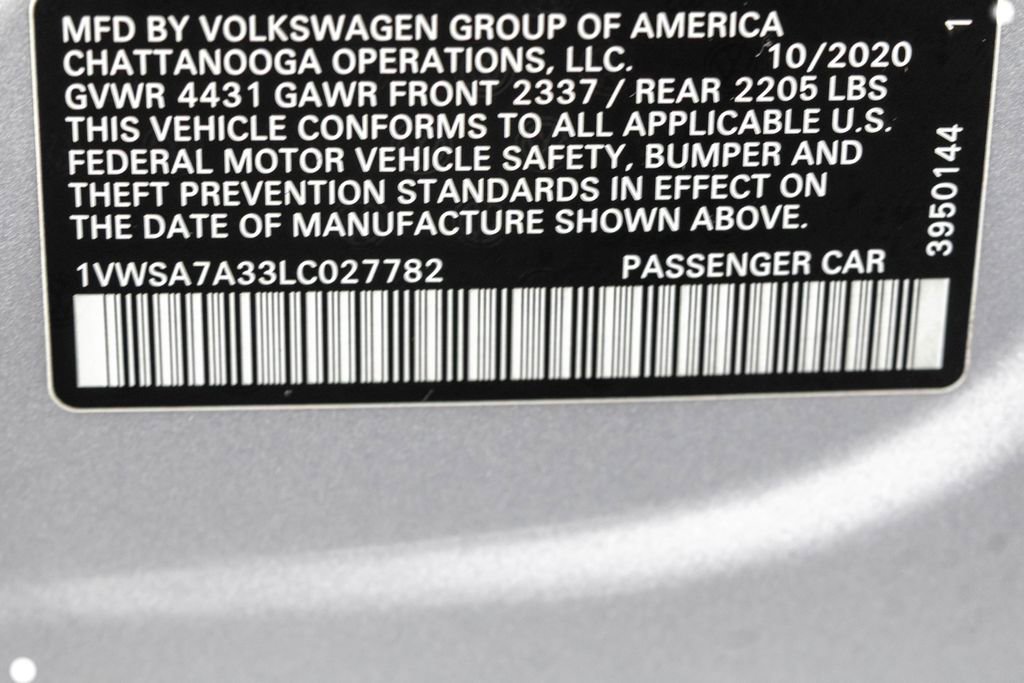 MFD BY VOLKSWAGEN GROUP OF AMERICA
CHATTANOOGA OPERATIONS, LLC. 10/2020
GVWR 4431 GAWR FRONT 2337 / REAR 2205 LBS
THIS VEHICLE CONFORMS TO ALL APPLICABLE U.S.
FEDERAL MOTOR VEHICLE SAFETY, BUMPER AND
THEFT PREVENTION STANDARDS IN EFFECT ON
THE DATE OF MANUFACTURE SHOWN ABOVE.
1VWSA7A33LC027782 PASSENGER CAR
3950144 1